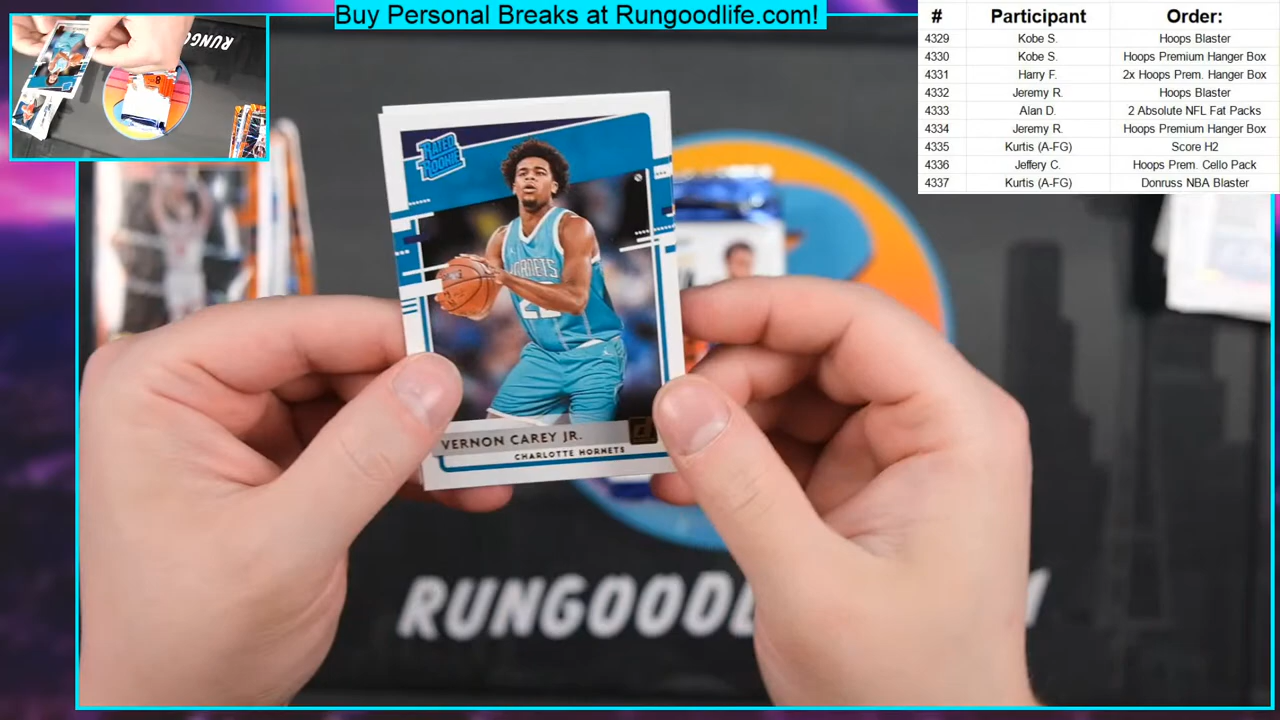 Buy Personal Breaks at Rungoodlife.com!
# Participant Order:
4329 Kobe S. Hoops Blaster
4330 Kobe S. Hoops Premium Hanger Box
4331 Harry F. 2x Hoops Prem. Hanger Box
4332 Jeremy R. Hoops Blaster
4333 Alan D. 2 Absolute NFL Fat Packs
4334 Jeremy R. Hoops Premium Hanger Box
4335 Kurtis (A-FG) Score H2
4336 Jeffery C. Hoops Prem. Cello Pack
4337 Kurtis (A-FG) Donruss NBA Blaster
RUNGOOD
RATED
ROOKIE
HORNETS
22
VERNON CAREY JR.
CHARLOTTE HORNETS
RUNGOODL